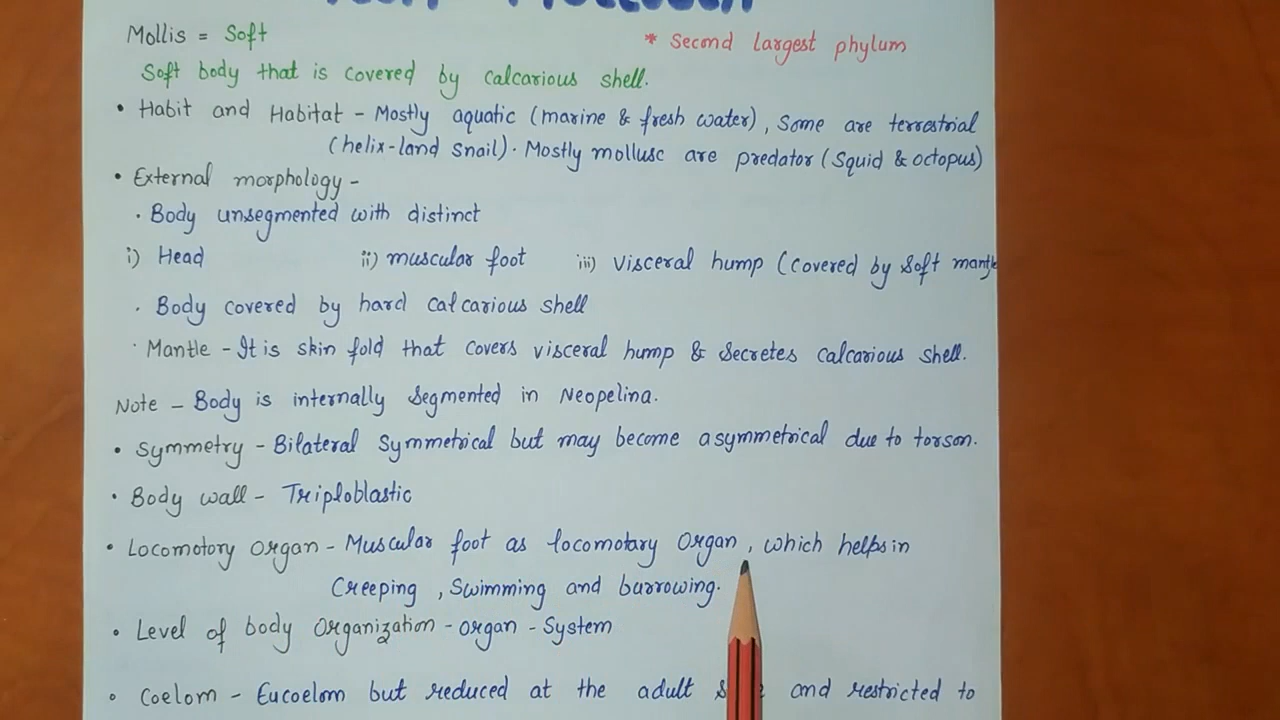 Mollis = Soft
* Second largest phylum
Soft body that is covered by calcarious shell.
• Habit and Habitat - Mostly aquatic (marine & fresh water), Some are terrestrial
(helix-land snail). Mostly mollusc are predator (Squid & octopus)
• External morphology -
· Body unsegmented with distinct
i) Head ii) muscular foot iii) Visceral hump (covered by Soft mantle
· Body covered by hard calcarious shell
· Mantle - It is skin fold that covers visceral hump & Secretes calcarious shell.
Note - Body is internally Segmented in Neopelina.
• Symmetry - Bilateral Symmetrical but may become asymmetrical due to torson.
• Body wall - Triploblastic
• Locomotory organ - Muscular foot as locomotary Organ, which helps in
Creeping, Swimming and burrowing.
• Level of body Organization - organ - System
• Coelom - Eucoelom but reduced at the adult and restricted to